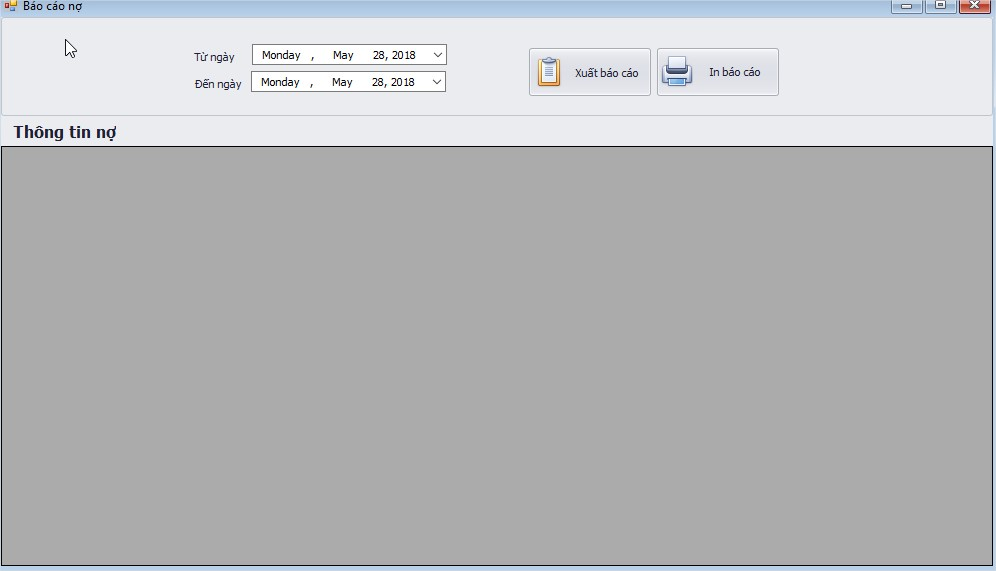 Báo cáo nợ
Từ ngày Monday , May 28, 2018
Đến ngày Monday , May 28, 2018
Xuất báo cáo
In báo cáo
Thông tin nợ